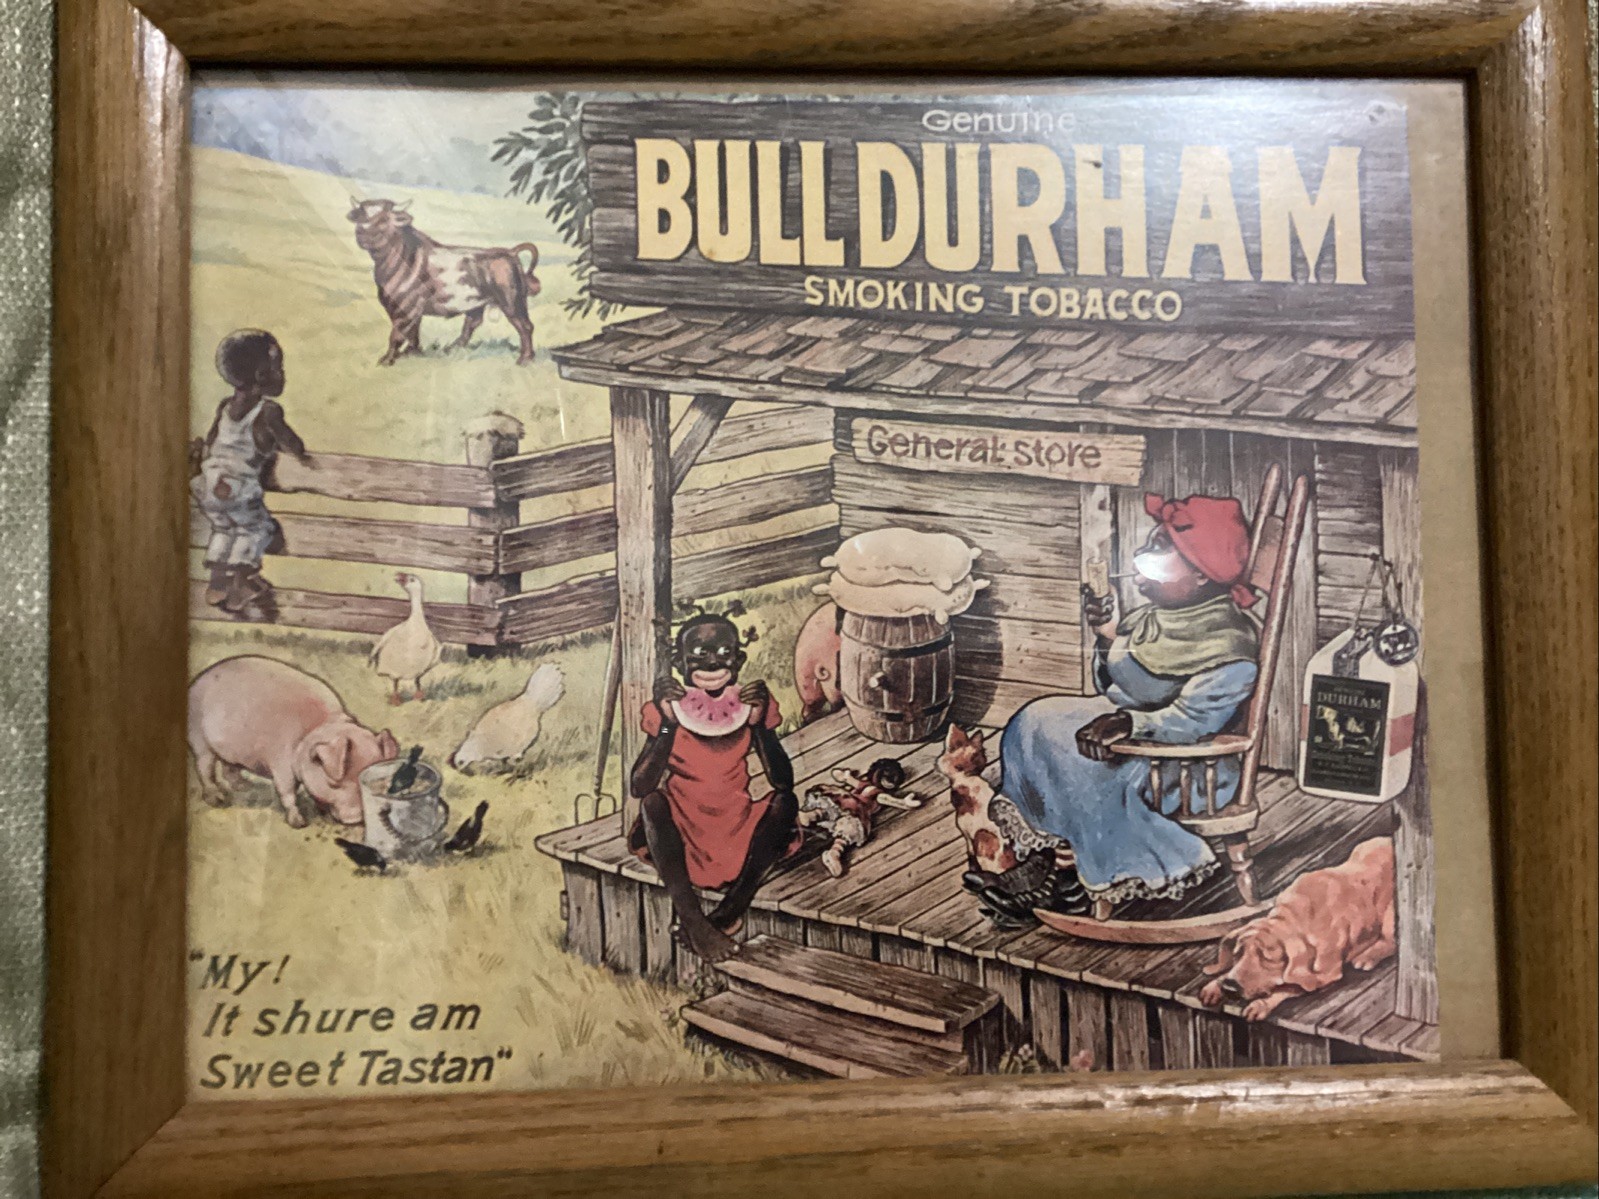 Genuine
BULL DURHAM
SMOKING TOBACCO
General Store
DURHAM
"My!
It shure am
Sweet Tastan"